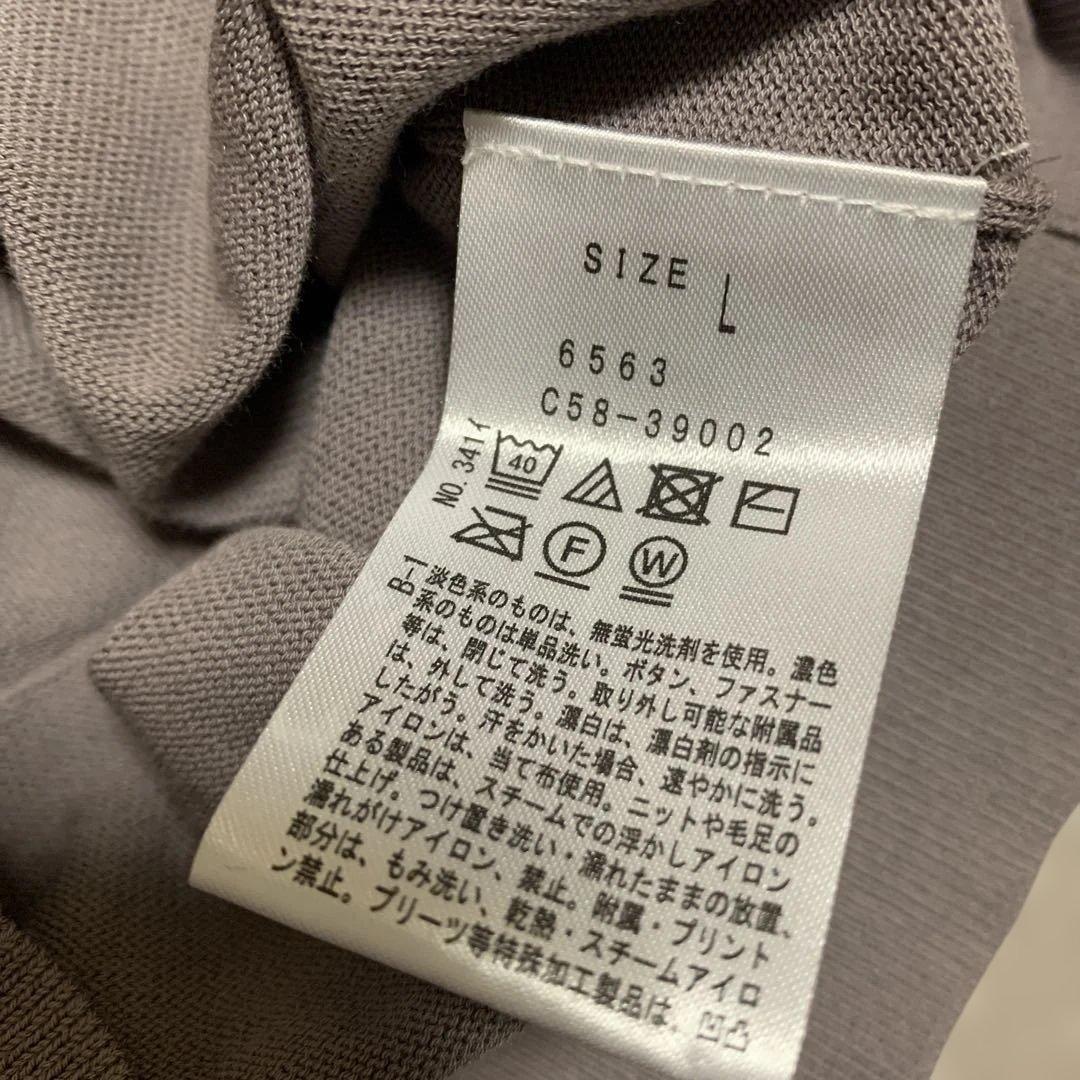 SIZE L
6563
C58-39002
NO.341イ
40
F W
B-1
淡色系のものは、無蛍光洗剤を使用。濃色
系のものは単品洗い。ボタン、ファスナー
等は、閉じて洗う。取り外し可能な附属品
は、外して洗う。漂白は、漂白剤の指示に
したがう。汗をかいた場合、速やかに洗う。
アイロンは、当て布使用。ニットや毛足の
ある製品は、スチームでの浮かしアイロン
仕上げ。つけ置き洗い・濡れたままの放置、
濡れがけアイロン、禁止。附属・プリント
部分は、もみ洗い、乾熱・スチームアイロ
ン禁止。プリーツ等特殊加工製品は、